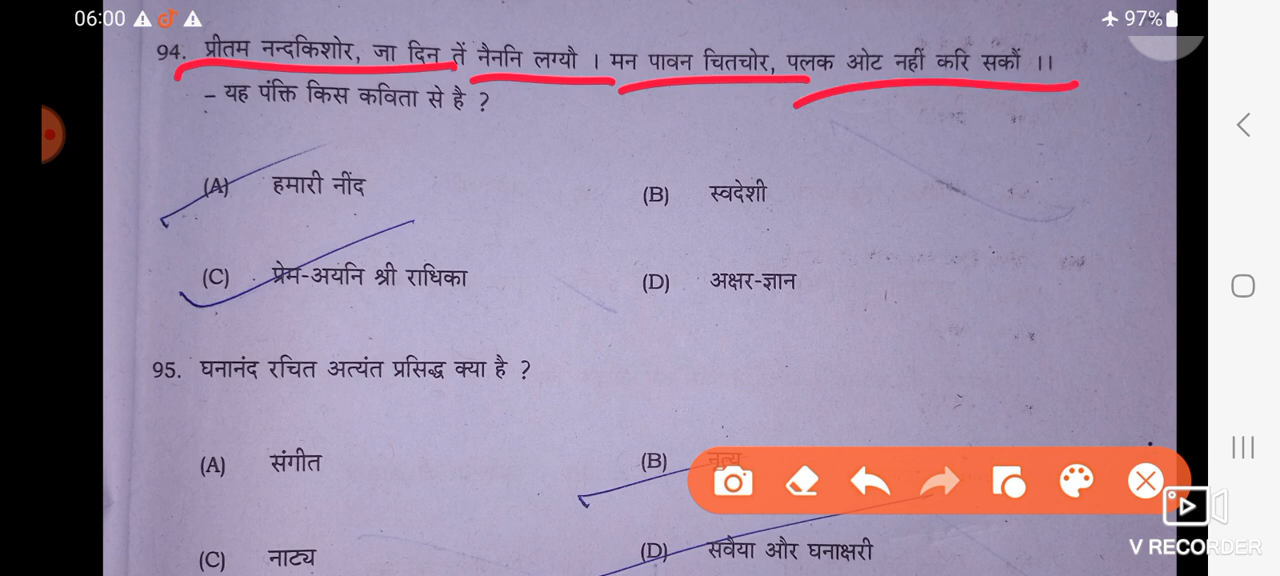 06:00
97%
94. प्रीतम नन्दकिशोर, जा दिन तें नैननि लग्यौ । मन पावन चितचोर, पलक ओट नहीं करि सकौं ।।
– यह पंक्ति किस कविता से है ?
(A) हमारी नींद
(B) स्वदेशी
(C) प्रेम-अयनि श्री राधिका
(D) अक्षर-ज्ञान
95. घनानंद रचित अत्यंत प्रसिद्ध क्या है ?
(A) संगीत
(B) नृत्य
(C) नाट्य
(D) सवैया और घनाक्षरी
V RECORDER